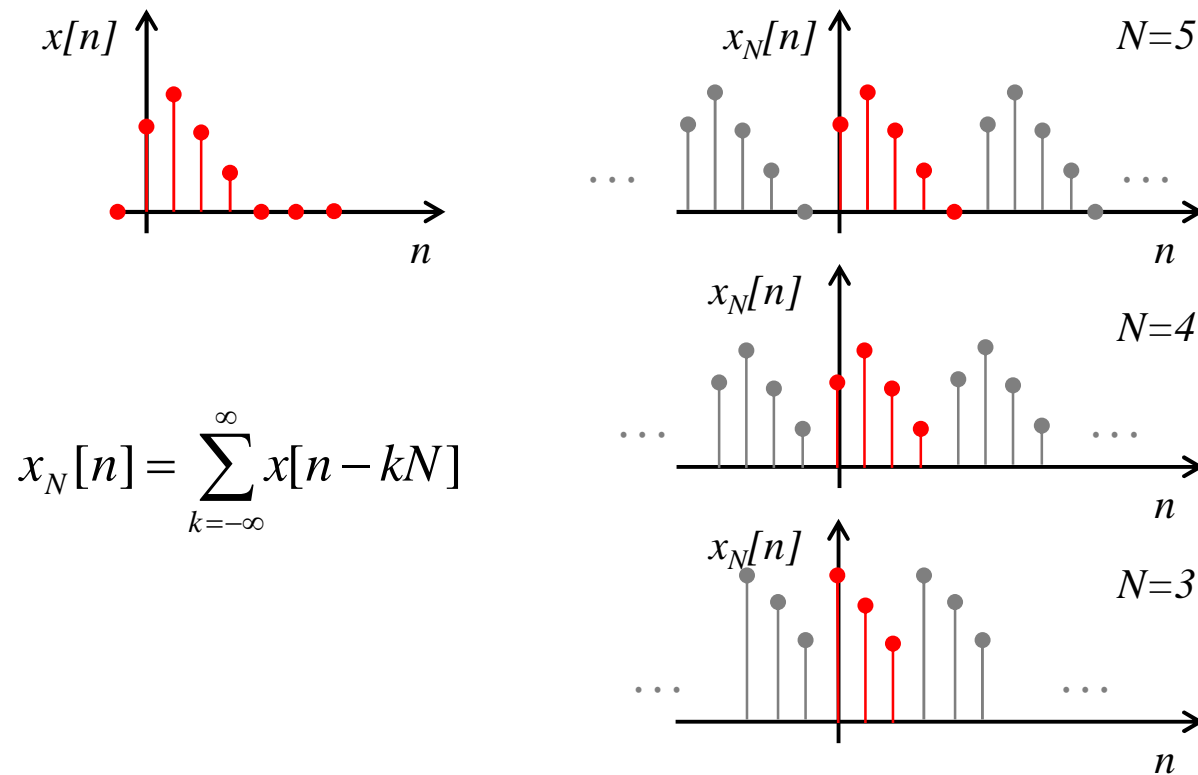 x[n]
n
x_N[n]
N=5
. . .
. . .
n
x_N[n]
N=4
. . .
. . .
n
x_N[n] = ∑_{k=-∞}^{∞} x[n - kN]
x_N[n]
N=3
. . .
. . .
n